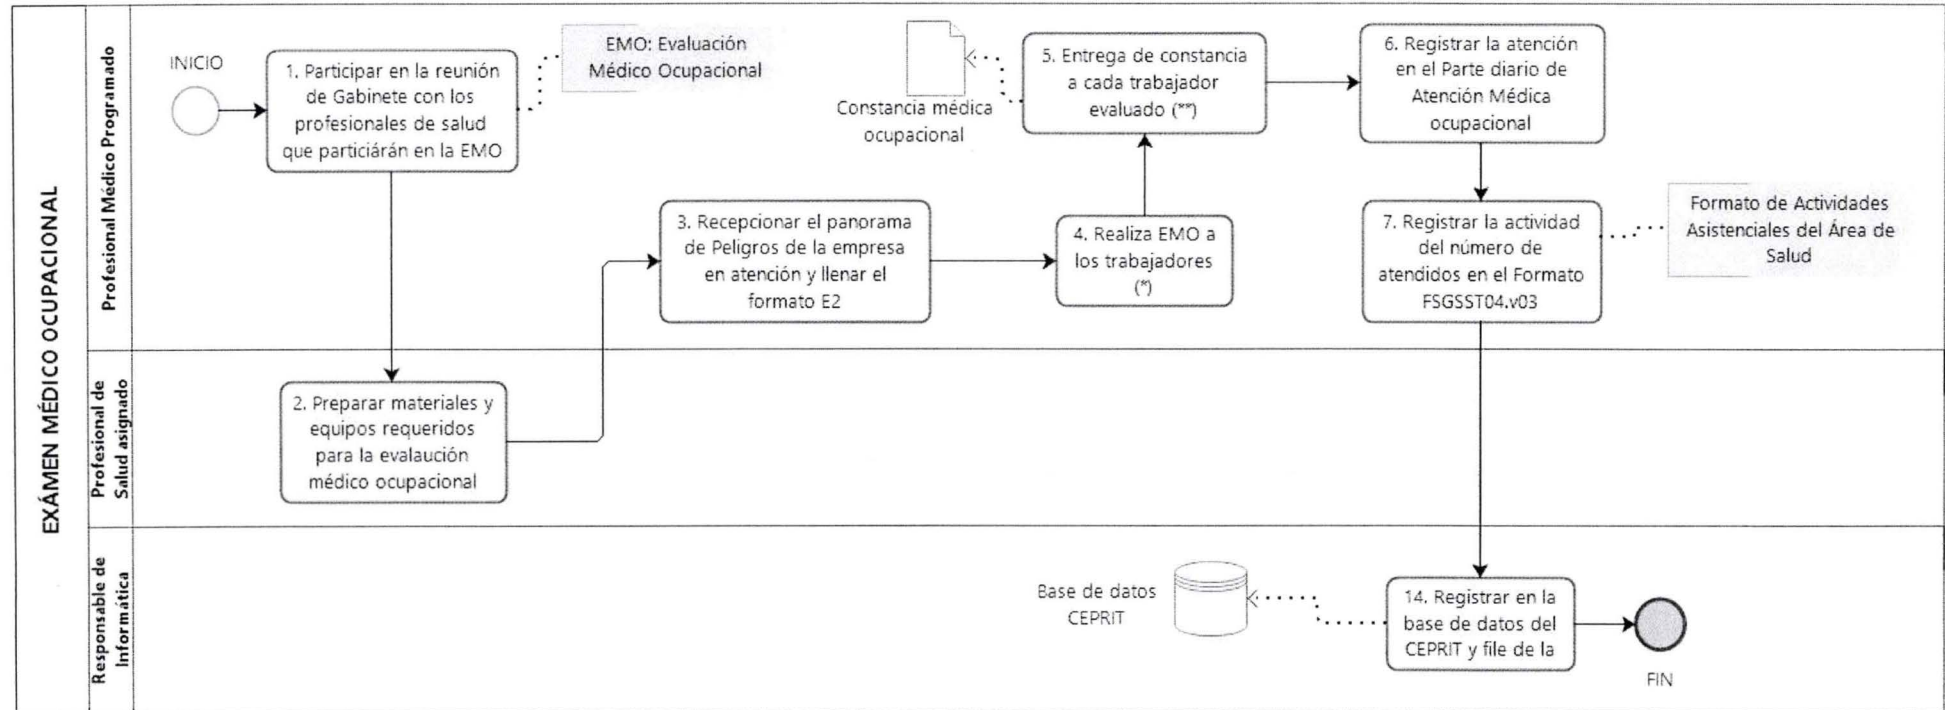 EXÁMEN MÉDICO OCUPACIONAL
Profesional Médico Programado
INICIO
1. Participar en la reunión
de Gabinete con los
profesionales de salud
que particiárán en la EMO
EMO: Evaluación
Médico Ocupacional
Constancia médica
ocupacional
5. Entrega de constancia
a cada trabajador
evaluado (**)
6. Registrar la atención
en el Parte diario de
Atención Médica
ocupacional
3. Recepcionar el panorama
de Peligros de la empresa
en atención y llenar el
formato E2
4. Realiza EMO a
los trabajadores
(*)
7. Registrar la actividad
del número de
atendidos en el Formato
FSGSST04.v03
Formato de Actividades
Asistenciales del Área de
Salud
Profesional de
Salud asignado
2. Preparar materiales y
equipos requeridos
para la evalaución
médico ocupacional
Responsable de
Informática
Base de datos
CEPRIT
14. Registrar en la
base de datos del
CEPRIT y file de la
FIN